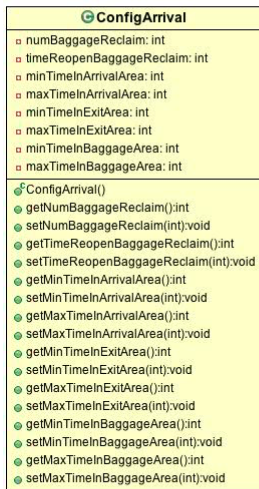 ConfigArrival
numBaggageReclaim: int
timeReopenBaggageReclaim: int
minTimeInArrivalArea: int
maxTimeInArrivalArea: int
minTimeInExitArea: int
maxTimeInExitArea: int
minTimeInBaggageArea: int
maxTimeInBaggageArea: int
ConfigArrival()
getNumBaggageReclaim():int
setNumBaggageReclaim(int):void
getTimeReopenBaggageReclaim():int
setTimeReopenBaggageReclaim(int):void
getMinTimeInArrivalArea():int
setMinTimeInArrivalArea(int):void
getMaxTimeInArrivalArea():int
setMaxTimeInArrivalArea(int):void
getMinTimeInExitArea():int
setMinTimeInExitArea(int):void
getMaxTimeInExitArea():int
setMaxTimeInExitArea(int):void
getMinTimeInBaggageArea():int
setMinTimeInBaggageArea(int):void
getMaxTimeInBaggageArea():int
setMaxTimeInBaggageArea(int):void